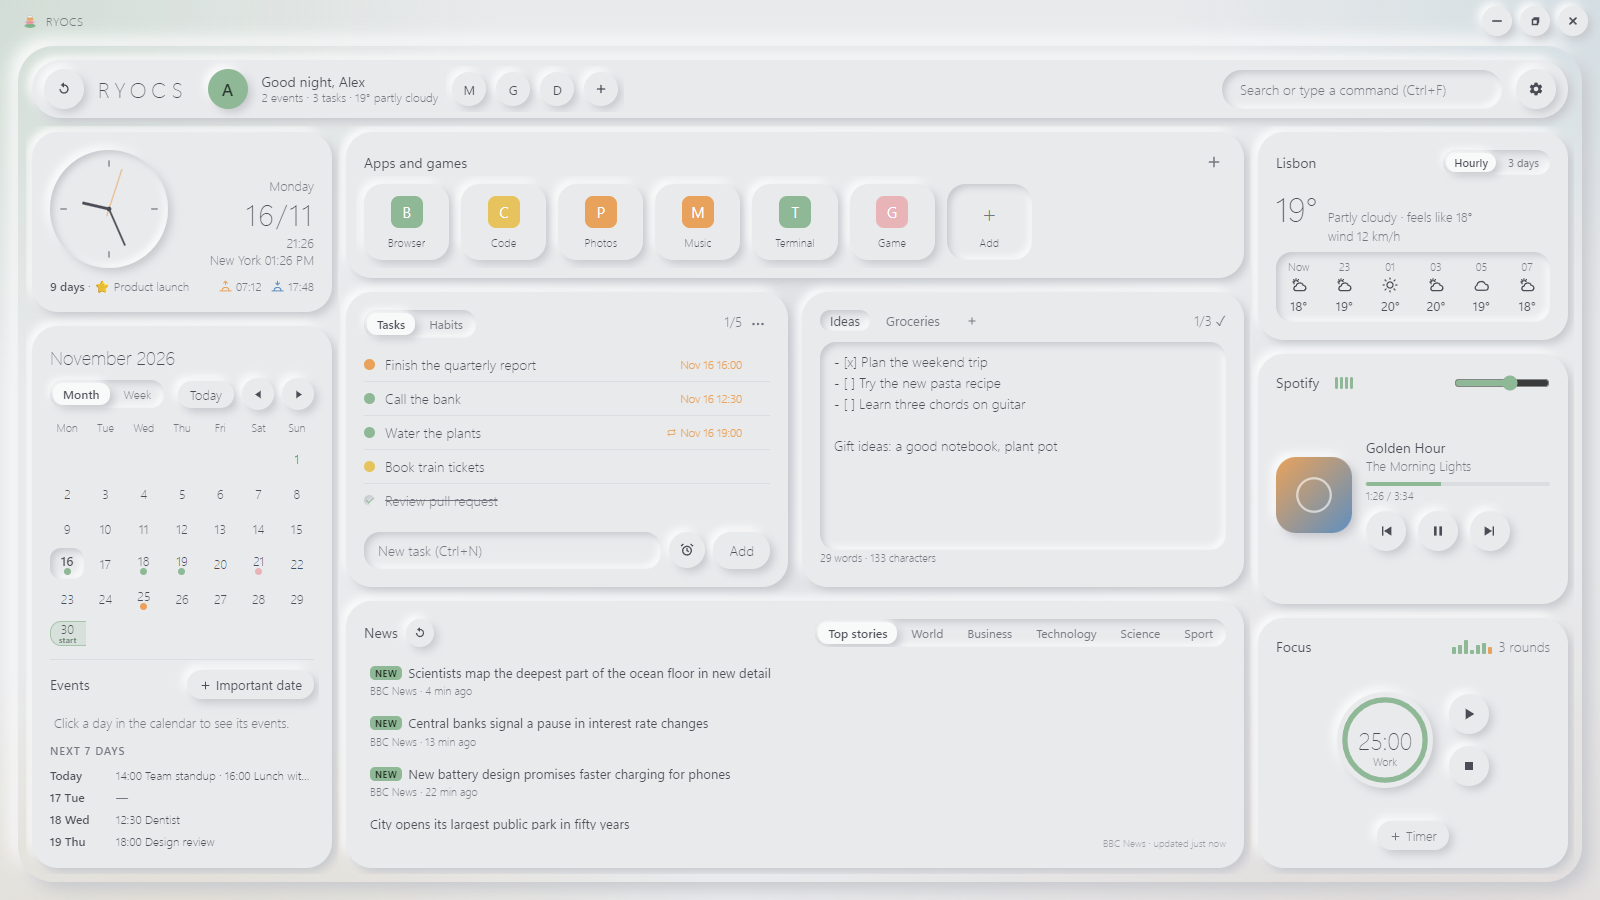 RYOCS
RYOCS
A
Good night, Alex
2 events · 3 tasks · 19° partly cloudy
M
G
D
+
Search or type a command (Ctrl+F)
Monday
16/11
21:26
New York 01:26 PM
9 days · ⭐ Product launch
07:12
17:48
November 2026
Month
Week
Today
Mon Tue Wed Thu Fri Sat Sun
1
2 3 4 5 6 7 8
9 10 11 12 13 14 15
16 17 18 19 20 21 22
23 24 25 26 27 28 29
30
start
Events
+ Important date
Click a day in the calendar to see its events.
NEXT 7 DAYS
Today 14:00 Team standup · 16:00 Lunch wit...
17 Tue —
18 Wed 12:30 Dentist
19 Thu 18:00 Design review
Apps and games
+
B
Browser
C
Code
P
Photos
M
Music
T
Terminal
G
Game
+
Add
Tasks
Habits
1/5 ...
Finish the quarterly report Nov 16 16:00
Call the bank Nov 16 12:30
Water the plants Nov 16 19:00
Book train tickets
Review pull request
New task (Ctrl+N)
Add
Ideas
Groceries
+
1/3 ✓
- [x] Plan the weekend trip
- [ ] Try the new pasta recipe
- [ ] Learn three chords on guitar
Gift ideas: a good notebook, plant pot
29 words · 133 characters
News
Top stories
World
Business
Technology
Science
Sport
NEW Scientists map the deepest part of the ocean floor in new detail
BBC News · 4 min ago
NEW Central banks signal a pause in interest rate changes
BBC News · 13 min ago
NEW New battery design promises faster charging for phones
BBC News · 22 min ago
City opens its largest public park in fifty years
BBC News · updated just now
Lisbon
Hourly
3 days
19°
Partly cloudy · feels like 18°
wind 12 km/h
Now 23 01 03 05 07
18° 19° 20° 20° 19° 18°
Spotify
Golden Hour
The Morning Lights
1:26 / 3:34
Focus
3 rounds
25:00
Work
+ Timer